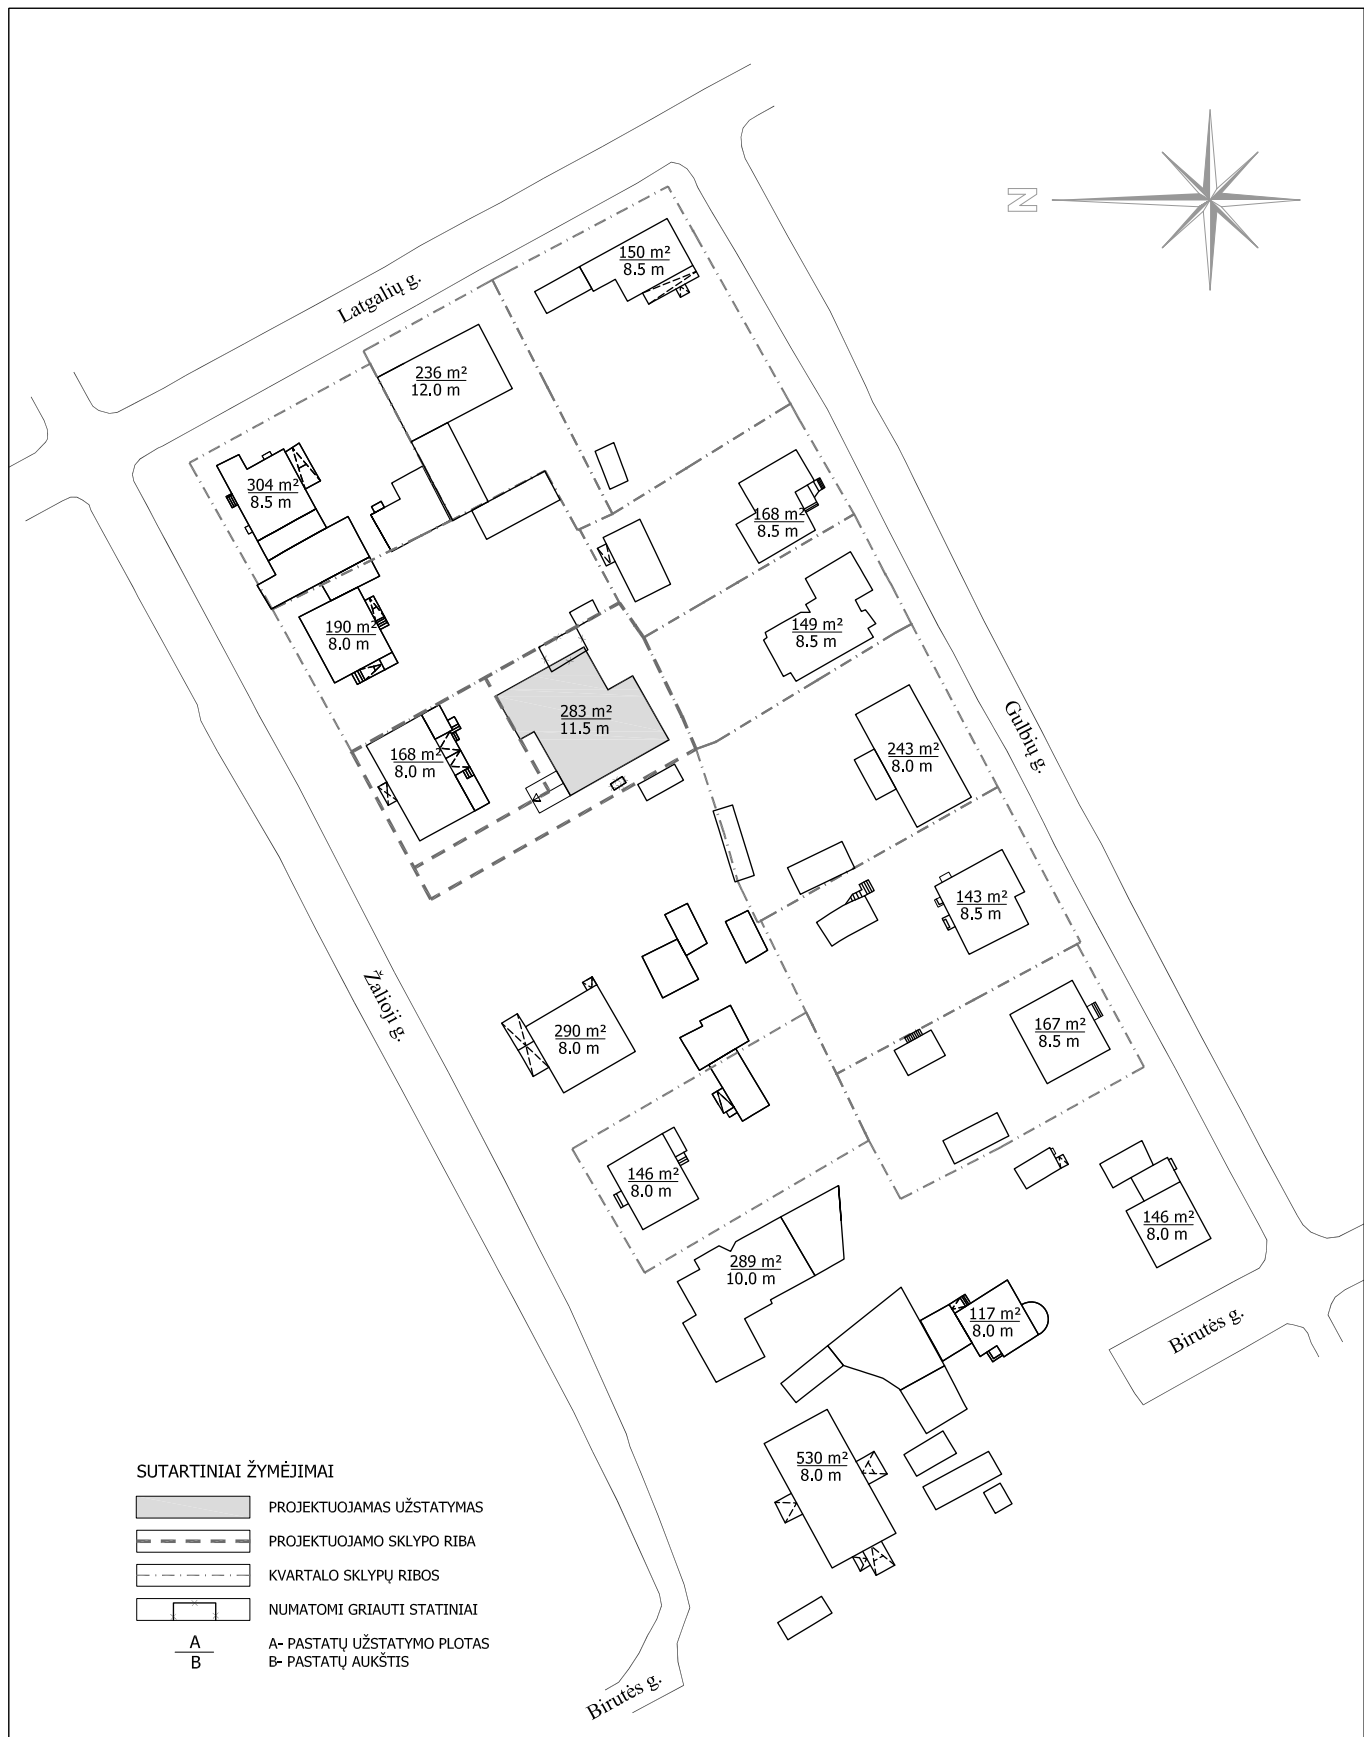 N
150 m²
8.5 m
Latgalių g.
236 m²
12.0 m
304 m²
8.5 m
168 m²
8.5 m
190 m²
8.0 m
149 m²
8.5 m
283 m²
11.5 m
168 m²
8.0 m
243 m²
8.0 m
Gulbių g.
143 m²
8.5 m
Žalioji g.
290 m²
8.0 m
167 m²
8.5 m
146 m²
8.0 m
146 m²
8.0 m
289 m²
10.0 m
117 m²
8.0 m
Birutės g.
530 m²
8.0 m
SUTARTINIAI ŽYMĖJIMAI
PROJEKTUOJAMAS UŽSTATYMAS
PROJEKTUOJAMO SKLYPO RIBA
KVARTALO SKLYPŲ RIBOS
NUMATOMI GRIAUTI STATINIAI
A
B
A- PASTATŲ UŽSTATYMO PLOTAS
B- PASTATŲ AUKŠTIS
Birutės g.